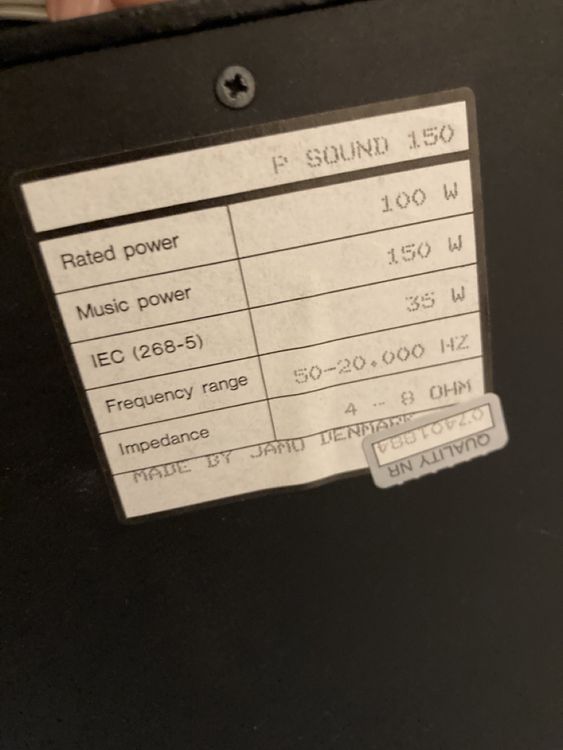 P SOUND 150
Rated power 100 W
Music power 150 W
IEC (268-5) 35 W
Frequency range 50-20.000 HZ
Impedance 4 - 8 OHM
MADE BY JAMO DENMARK
QUALITY NR